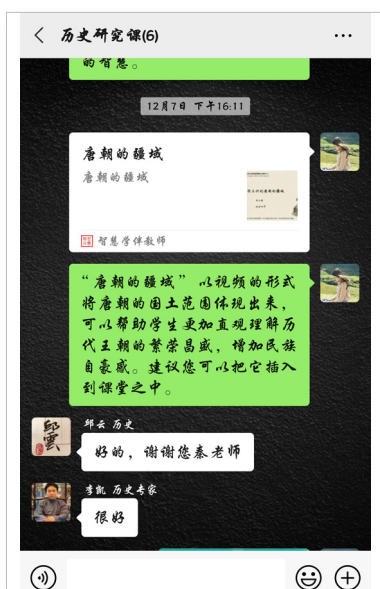 历史研究课(6)
的智慧。
12月7日 下午16:11
唐朝的疆域
唐朝的疆域
智慧学伴教师
“唐朝的疆域”以视频的形式
将唐朝的国土范围体现出来，
可以帮助学生更加直观理解历
代王朝的繁荣昌盛，增加民族
自豪感。建议您可以把它插入
到课堂之中。
邱云 历史
好的，谢谢您秦老师
李凯 历史专家
很好